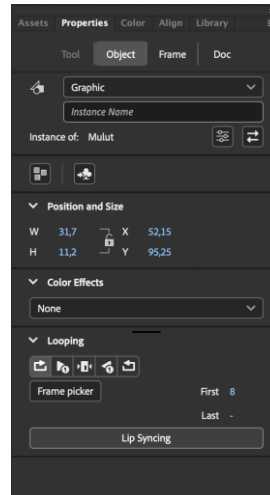 Assets Properties Color Align Library
Tool Object Frame Doc
Graphic
Instance Name
Instance of: Mulut
Position and Size
W 31,7 X 52,15
H 11,2 Y 95,25
Color Effects
None
Looping
Frame picker First 8
Last -
Lip Syncing